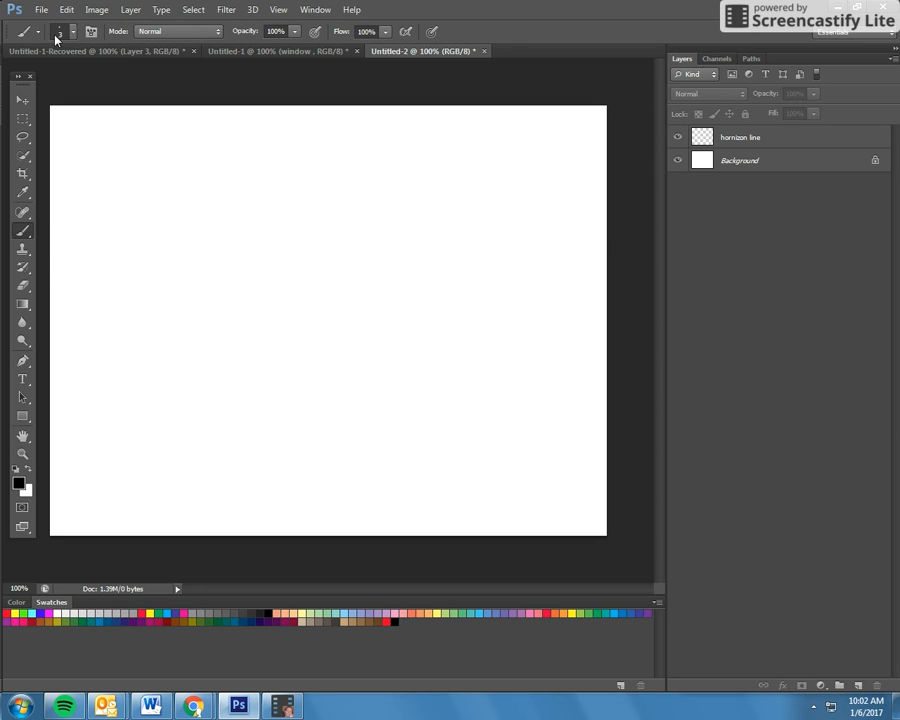 Ps File Edit Image Layer Type Select Filter 3D View Window Help
powered by
Screencastify Lite
3 Mode: Normal Opacity: 100% Flow: 100%
Untitled-1-Recovered @ 100% (Layer 3, RGB/8) * × Untitled-1 @ 100% (window , RGB/8) * × Untitled-2 @ 100% (RGB/8) * ×
Layers Channels Paths
Kind
Normal Opacity: 100%
Lock: Fill: 100%
hornizon line
Background
100% Doc: 1.39M/0 bytes
Color Swatches
Ps
10:02 AM
1/6/2017